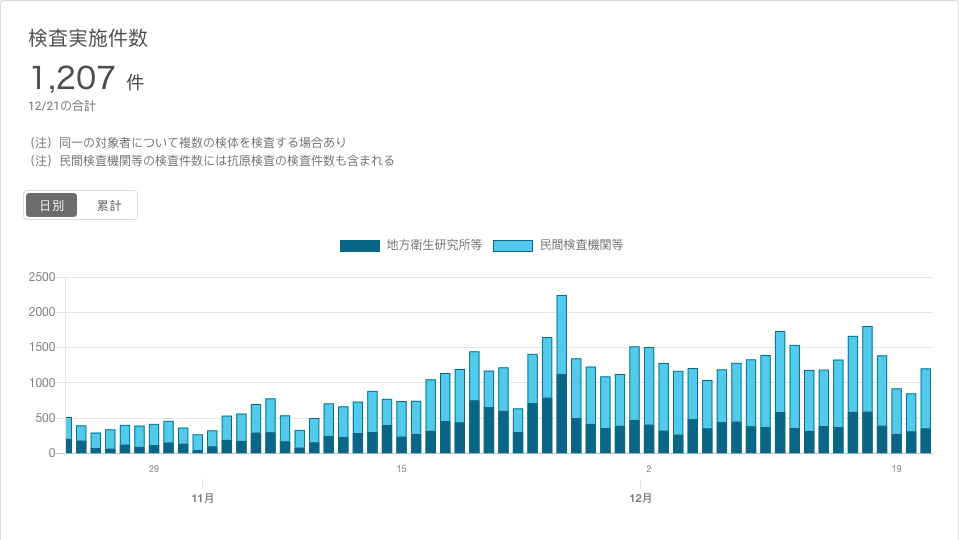 検査実施件数
1,207 件
12/21の合計
（注）同一の対象者について複数の検体を検査する場合あり
（注）民間検査機関等の検査件数には抗原検査の検査件数も含まれる
日別 累計
地方衛生研究所等 民間検査機関等
2500
2000
1500
1000
500
0
29 15 2 19
11月 12月